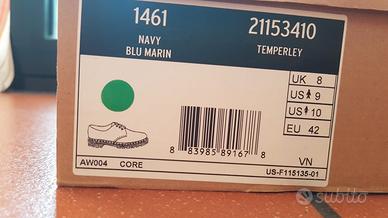 1461
NAVY
BLU MARIN
21153410
TEMPERLEY
UK 8
US 9
US 10
EU 42
8 83985 89167 8
AW004 CORE
VN
US-F115135-01
subito